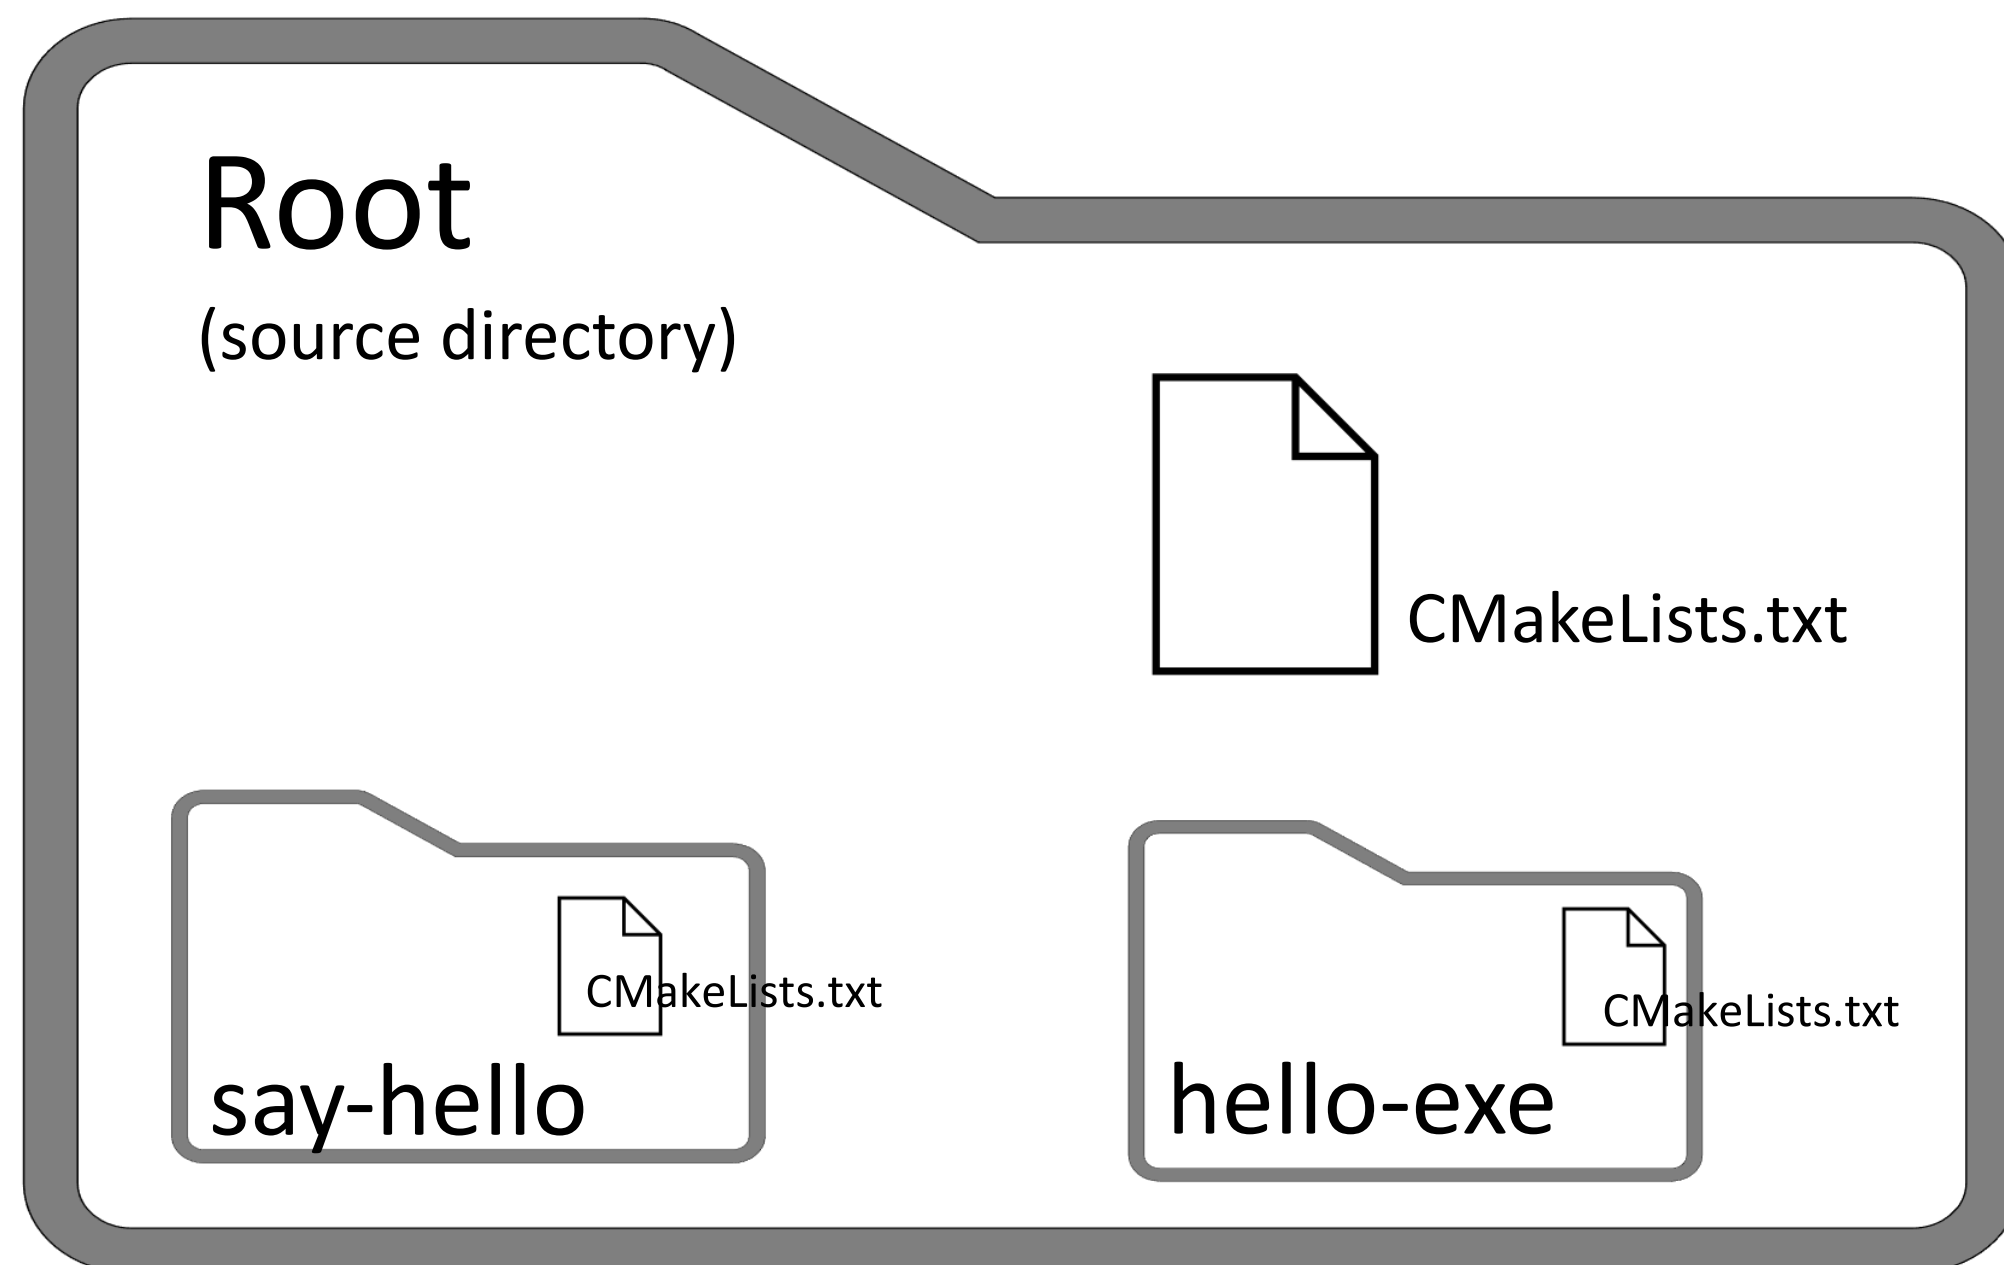 Root
(source directory)
CMakeLists.txt
CMakeLists.txt
say-hello
CMakeLists.txt
hello-exe